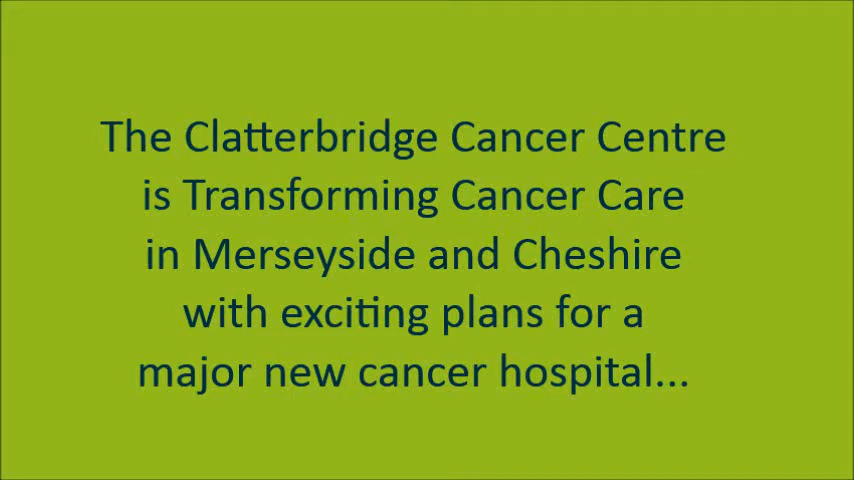 The Clatterbridge Cancer Centre
is Transforming Cancer Care
in Merseyside and Cheshire
with exciting plans for a
major new cancer hospital...